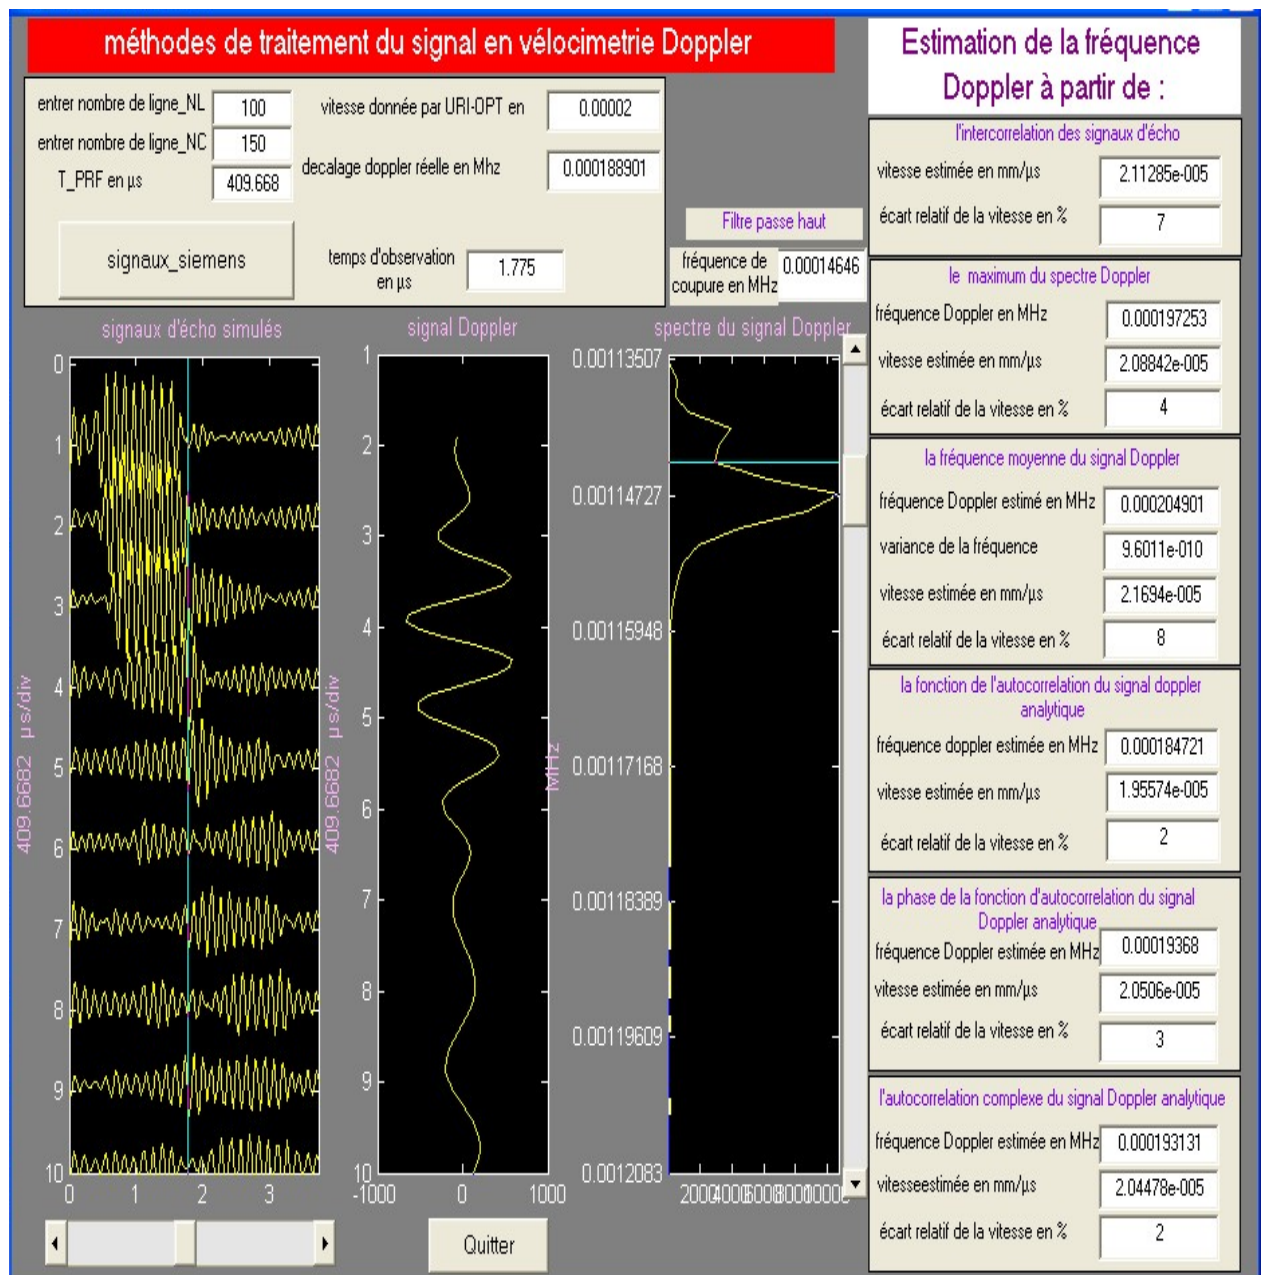 méthodes de traitement du signal en vélocimetrie Doppler
entrer nombre de ligne_NL 100
entrer nombre de ligne_NC 150
T_PRF en µs 409.668
signaux_siemens
vitesse donnée par URI-OPT en 0.00002
decalage doppler réelle en Mhz 0.000188901
temps d'observation
en µs 1.775
Filtre passe haut
fréquence de
coupure en MHz 0.00014646
signaux d'écho simulés
0
1
2
3
4
5
6
7
8
9
10
0 1 2 3
409.6682 µs/div
signal Doppler
1
2
3
4
5
6
7
8
9
10
-1000 0 1000
409.6682 µs/div
spectre du signal Doppler
0.00113507
0.00114727
0.00115948
0.00117168
0.00118389
0.00119609
0.0012083
MHz
2000 4000 6000 8000 10000
Quitter
Estimation de la fréquence
Doppler à partir de :
l'intercorrelation des signaux d'écho
vitesse estimée en mm/µs 2.11285e-005
écart relatif de la vitesse en % 7
le maximum du spectre Doppler
fréquence Doppler en MHz 0.000197253
vitesse estimée en mm/µs 2.08842e-005
écart relatif de la vitesse en % 4
la fréquence moyenne du signal Doppler
fréquence Doppler estimé en MHz 0.000204901
variance de la fréquence 9.6011e-010
vitesse estimée en mm/µs 2.1694e-005
écart relatif de la vitesse en % 8
la fonction de l'autocorrelation du signal doppler
analytique
fréquence doppler estimée en MHz 0.000184721
vitesse estimée en mm/µs 1.95574e-005
écart relatif de la vitesse en % 2
la phase de la fonction d'autocorrelation du signal
Doppler analytique
fréquence Doppler estimée en MHz 0.00019368
vitesse estimée en mm/µs 2.0506e-005
écart relatif de la vitesse en % 3
l'autocorrelation complexe du signal Doppler analytique
fréquence Doppler estimée en MHz 0.000193131
vitesseestimée en mm/µs 2.04478e-005
écart relatif de la vitesse en % 2